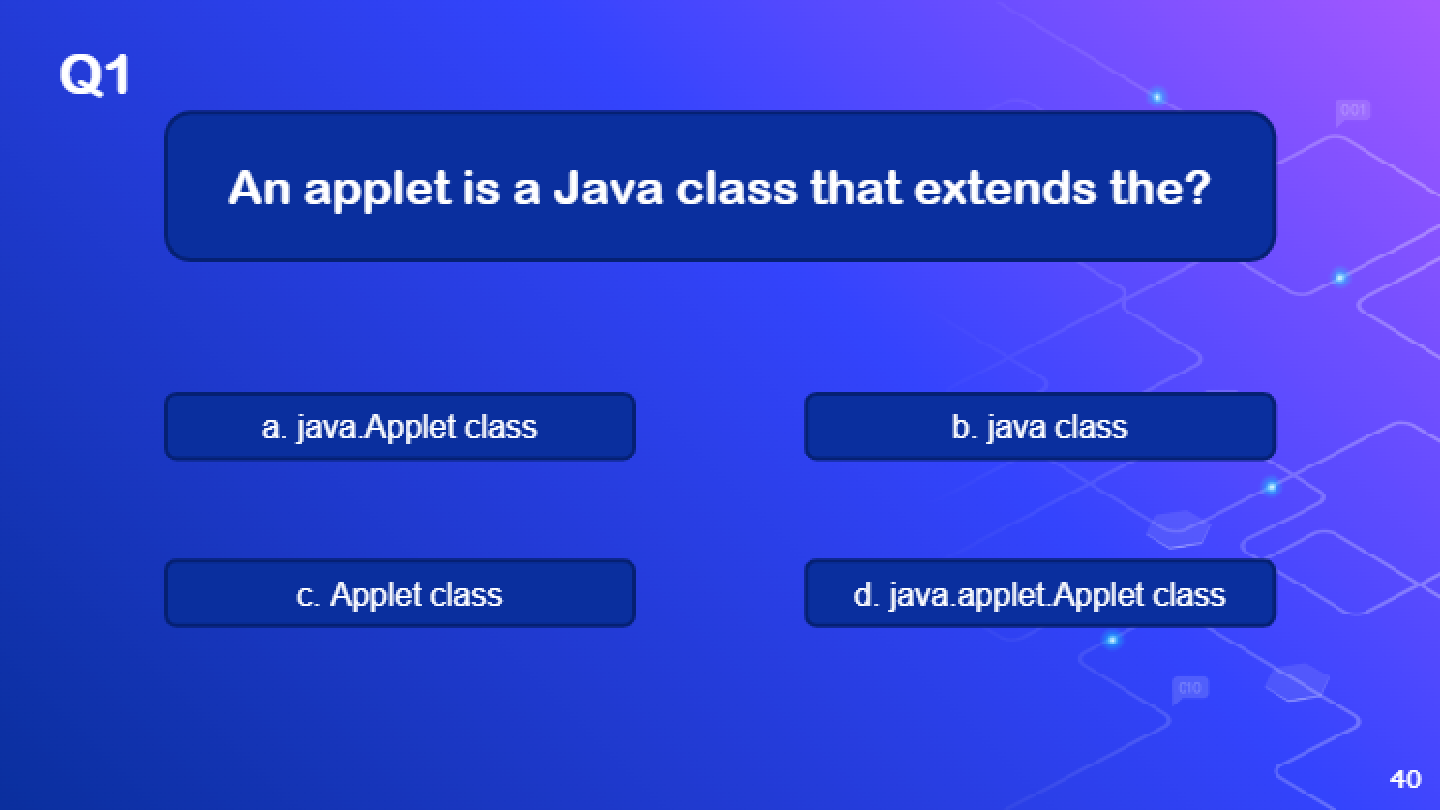 Q1
001
An applet is a Java class that extends the?
a. java.Applet class
b. java class
c. Applet class
d. java.applet.Applet class
010
40